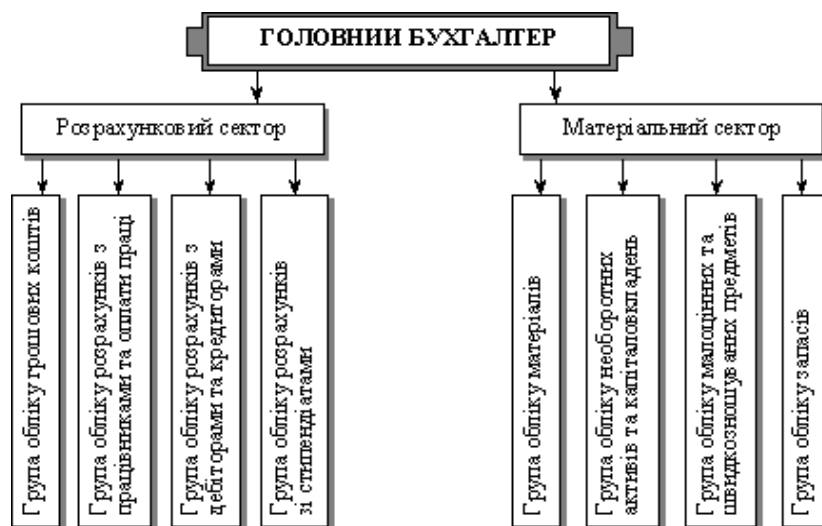 ГОЛОВНИЙ БУХГАЛТЕР
Розрахунковий сектор
Матеріальний сектор
Група обліку грошових коштів
Група обліку розрахунків з
працівниками та оплати праці
Група обліку розрахунків з
дебіторами та кредиторами
Група обліку розрахунків
зі стипендіатами
Група обліку матеріалів
Група обліку необоротних
активів та капіталовкладень
Група обліку малоцінних та
швидкозношуваних предметів
Група обліку запасів